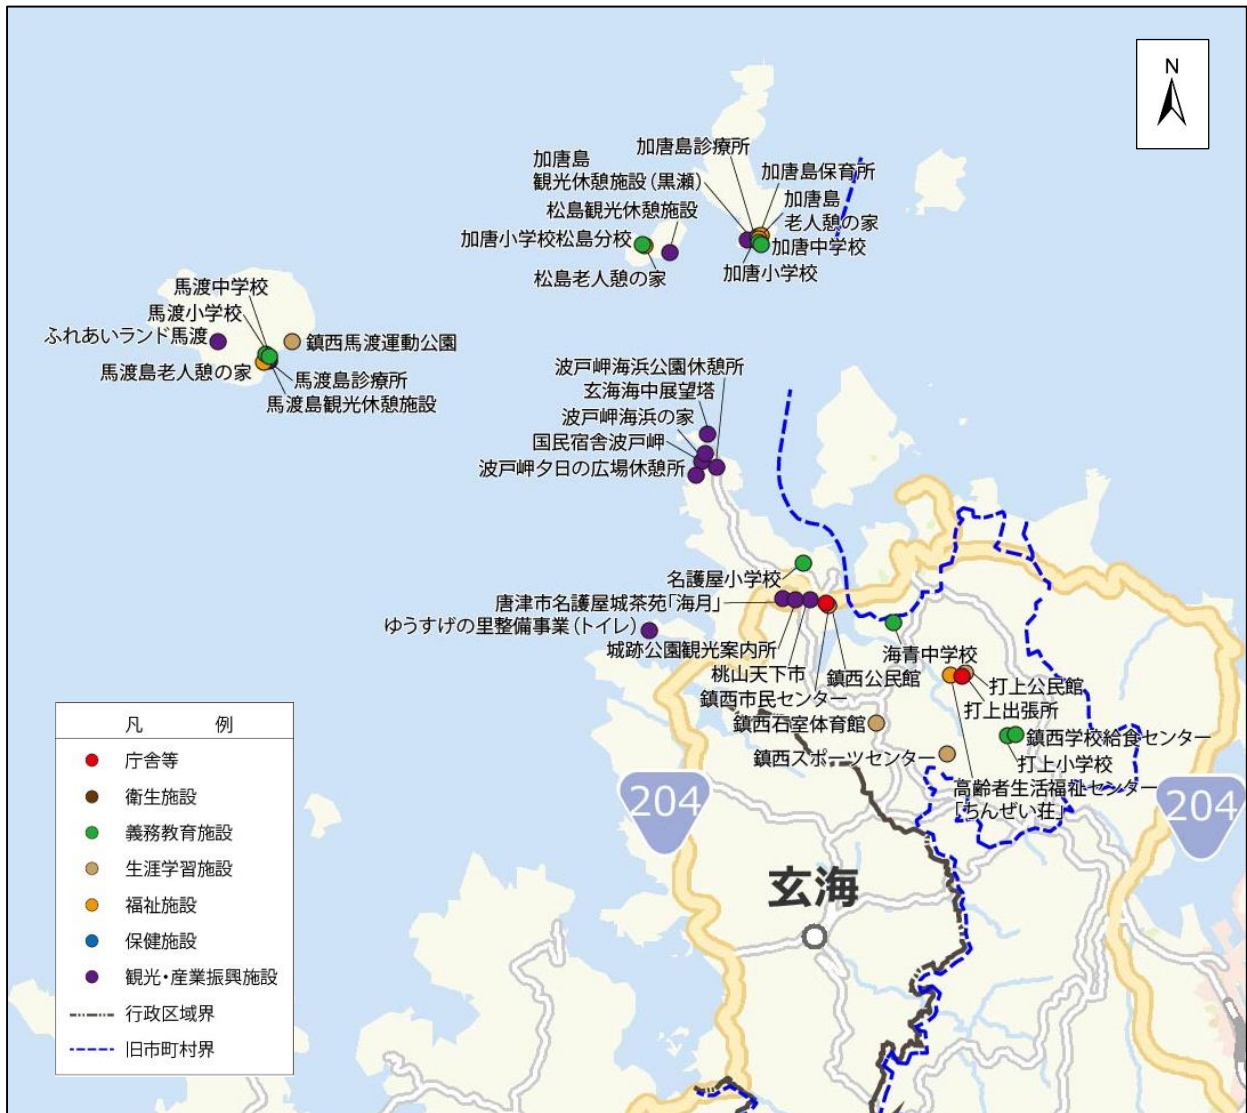 N
加唐島診療所
加唐島
観光休憩施設(黒瀬)
加唐島保育所
加唐島
老人憩の家
松島観光休憩施設
加唐小学校松島分校
加唐中学校
加唐小学校
松島老人憩の家
馬渡中学校
馬渡小学校
ふれあいランド馬渡
鎮西馬渡運動公園
馬渡島老人憩の家
馬渡島診療所
馬渡島観光休憩施設
波戸岬海浜公園休憩所
玄海海中展望塔
波戸岬海浜の家
国民宿舎波戸岬
波戸岬夕日の広場休憩所
名護屋小学校
唐津市名護屋城茶苑「海月」
ゆうすげの里整備事業(トイレ)
城跡公園観光案内所
海青中学校
桃山天下市
鎮西公民館
打上公民館
鎮西市民センター
打上出張所
鎮西石室体育館
鎮西学校給食センター
鎮西スポーツセンター
打上小学校
高齢者生活福祉センター
「ちんぜい荘」
204
204
玄海
凡 例
庁舎等
衛生施設
義務教育施設
生涯学習施設
福祉施設
保健施設
観光・産業振興施設
行政区域界
旧市町村界